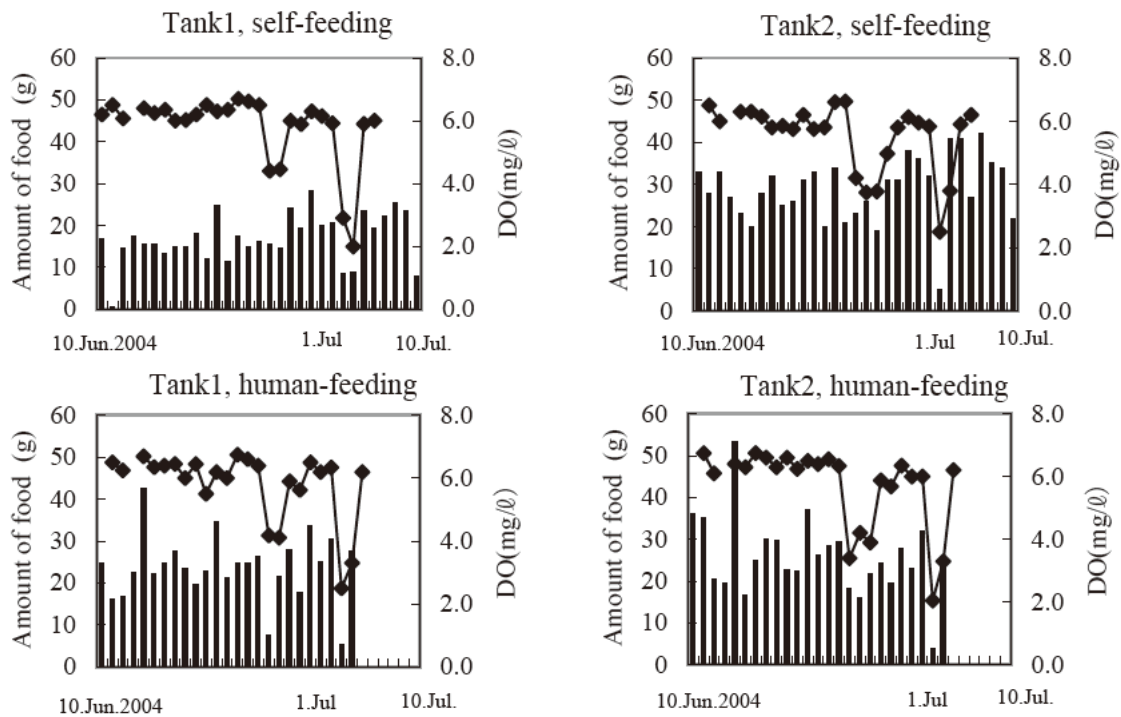 Tank1, self-feeding
Amount of food (g)
60
50
40
30
20
10
0
8.0
6.0
4.0
2.0
0.0
DO(mg/ℓ)
10.Jun.2004
1.Jul
10.Jul.
Tank2, self-feeding
Amount of food (g)
60
50
40
30
20
10
0
8.0
6.0
4.0
2.0
0.0
DO(mg/ℓ)
10.Jun.2004
1.Jul
10.Jul.
Tank1, human-feeding
Amount of food (g)
60
50
40
30
20
10
0
8.0
6.0
4.0
2.0
0.0
DO(mg/ℓ)
10.Jun.2004
1.Jul
10.Jul.
Tank2, human-feeding
Amount of food (g)
60
50
40
30
20
10
0
8.0
6.0
4.0
2.0
0.0
DO(mg/ℓ)
10.Jun.2004
1.Jul
10.Jul.